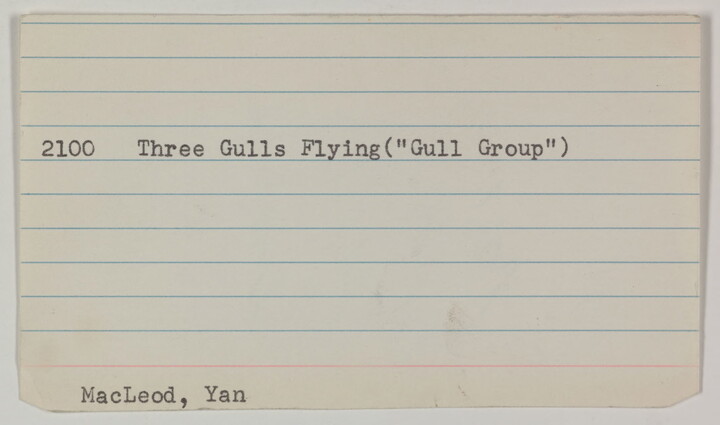 2100 Three Gulls Flying("Gull Group")
MacLeod, Yan